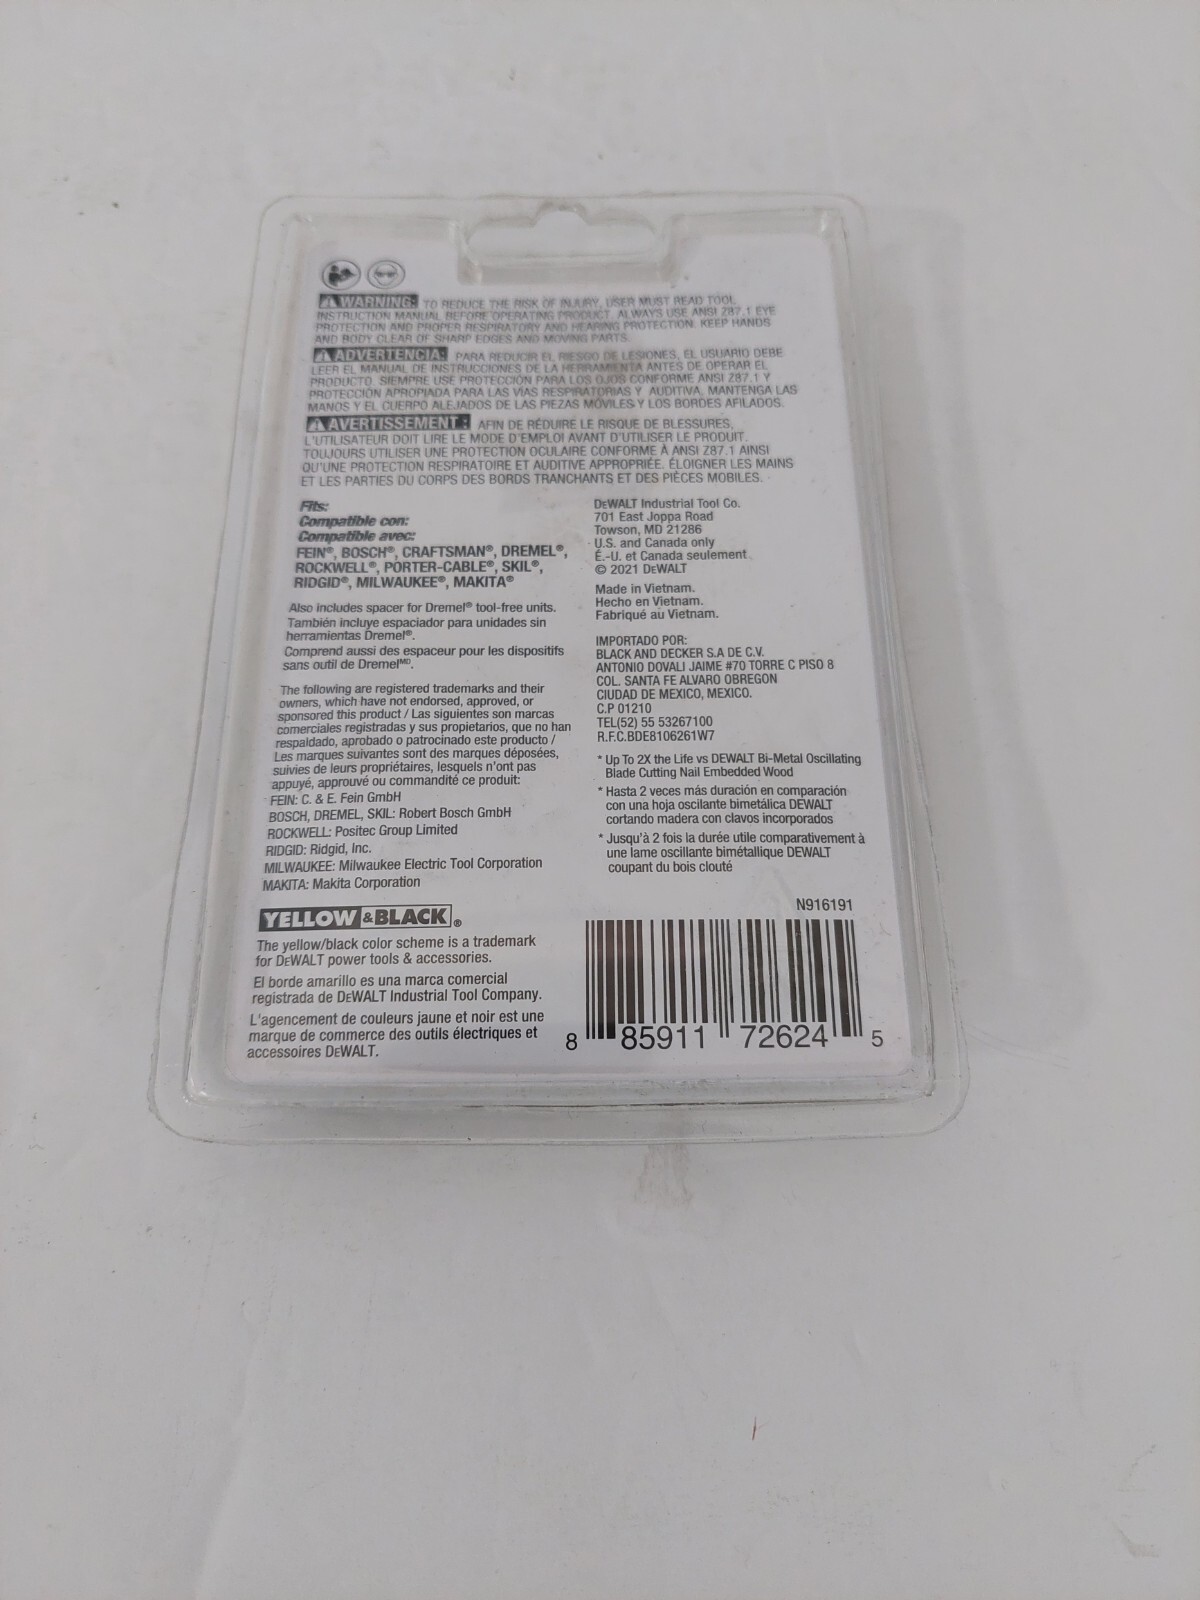 WARNING: TO REDUCE THE RISK OF INJURY, USER MUST READ TOOL
INSTRUCTION MANUAL BEFORE OPERATING PRODUCT. ALWAYS USE ANSI Z87.1 EYE
PROTECTION AND PROPER RESPIRATORY AND HEARING PROTECTION. KEEP HANDS
AND BODY CLEAR OF SHARP EDGES AND MOVING PARTS.
ADVERTENCIA: PARA REDUCIR EL RIESGO DE LESIONES, EL USUARIO DEBE
LEER EL MANUAL DE INSTRUCCIONES DE LA HERRAMIENTA ANTES DE OPERAR EL
PRODUCTO. SIEMPRE USE PROTECCIÓN PARA LOS OJOS CONFORME ANSI Z87.1 Y
PROTECCIÓN APROPIADA PARA LAS VÍAS RESPIRATORIAS Y AUDITIVA. MANTENGA LAS
MANOS Y EL CUERPO ALEJADOS DE LAS PIEZAS MÓVILES Y LOS BORDES AFILADOS.
AVERTISSEMENT : AFIN DE RÉDUIRE LE RISQUE DE BLESSURES,
L'UTILISATEUR DOIT LIRE LE MODE D'EMPLOI AVANT D'UTILISER LE PRODUIT.
TOUJOURS UTILISER UNE PROTECTION OCULAIRE CONFORME À ANSI Z87.1 AINSI
QU'UNE PROTECTION RESPIRATOIRE ET AUDITIVE APPROPRIÉE. ÉLOIGNER LES MAINS
ET LES PARTIES DU CORPS DES BORDS TRANCHANTS ET DES PIÈCES MOBILES.
Fits:
Compatible con:
Compatible avec:
FEIN®, BOSCH®, CRAFTSMAN®, DREMEL®,
ROCKWELL®, PORTER-CABLE®, SKIL®,
RIDGID®, MILWAUKEE®, MAKITA®
Also includes spacer for Dremel® tool-free units.
También incluye espaciador para unidades sin
herramientas Dremel®.
Comprend aussi des espaceur pour les dispositifs
sans outil de Dremel MD.
The following are registered trademarks and their
owners, which have not endorsed, approved, or
sponsored this product / Las siguientes son marcas
comerciales registradas y sus propietarios, que no han
respaldado, aprobado o patrocinado este producto /
Les marques suivantes sont des marques déposées,
suivies de leurs propriétaires, lesquels n'ont pas
appuyé, approuvé ou commandité ce produit:
FEIN: C. & E. Fein GmbH
BOSCH, DREMEL, SKIL: Robert Bosch GmbH
ROCKWELL: Positec Group Limited
RIDGID: Ridgid, Inc.
MILWAUKEE: Milwaukee Electric Tool Corporation
MAKITA: Makita Corporation
YELLOW & BLACK®
The yellow/black color scheme is a trademark
for DEWALT power tools & accessories.
El borde amarillo es una marca comercial
registrada de DEWALT Industrial Tool Company.
L'agencement de couleurs jaune et noir est une
marque de commerce des outils électriques et
accessoires DEWALT.
DEWALT Industrial Tool Co.
701 East Joppa Road
Towson, MD 21286
U.S. and Canada only
É.-U. et Canada seulement
© 2021 DEWALT
Made in Vietnam.
Hecho en Vietnam.
Fabriqué au Vietnam.
IMPORTADO POR:
BLACK AND DECKER S.A DE C.V.
ANTONIO DOVALI JAIME #70 TORRE C PISO 8
COL. SANTA FE ALVARO OBREGON
CIUDAD DE MEXICO, MEXICO.
C.P 01210
TEL(52) 55 53267100
R.F.C.BDE8106261W7
* Up To 2X the Life vs DEWALT Bi-Metal Oscillating
Blade Cutting Nail Embedded Wood
* Hasta 2 veces más duración en comparación
con una hoja oscilante bimetálica DEWALT
cortando madera con clavos incorporados
* Jusqu'à 2 fois la durée utile comparativement à
une lame oscillante bimétallique DEWALT
coupant du bois clouté
N916191
8 85911 72624 5